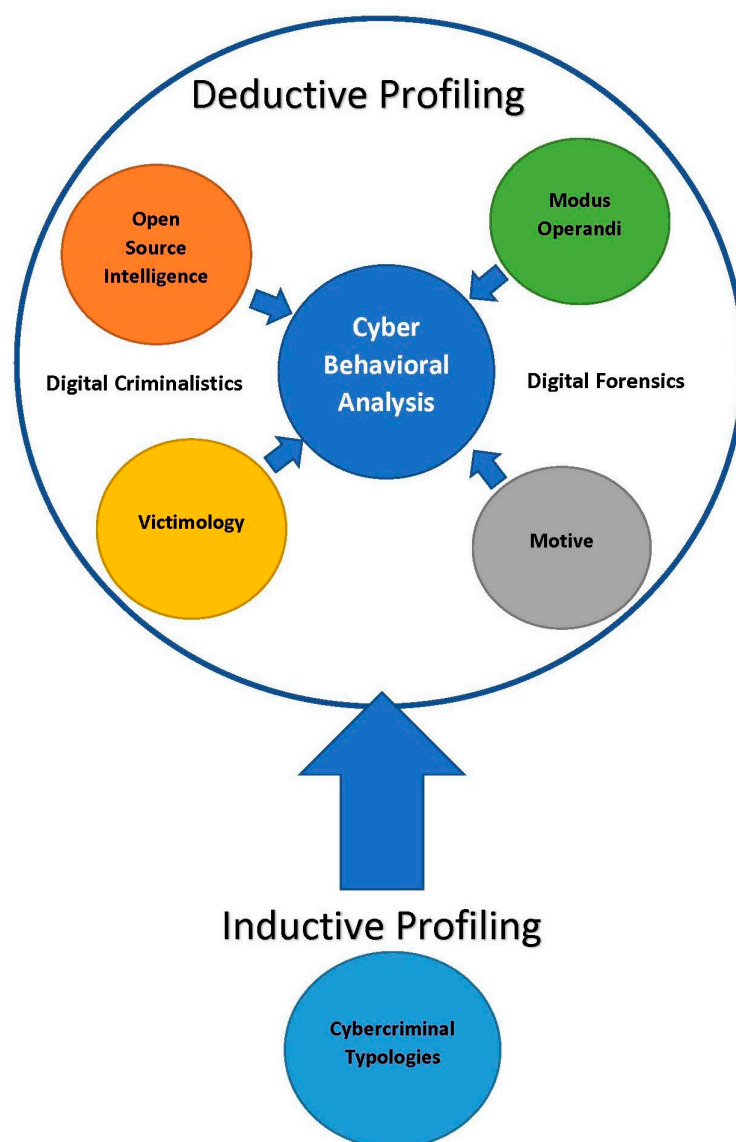 Deductive Profiling
Open
Source
Intelligence
Modus
Operandi
Cyber
Behavioral
Analysis
Digital Criminalistics
Digital Forensics
Victimology
Motive
Inductive Profiling
Cybercriminal
Typologies